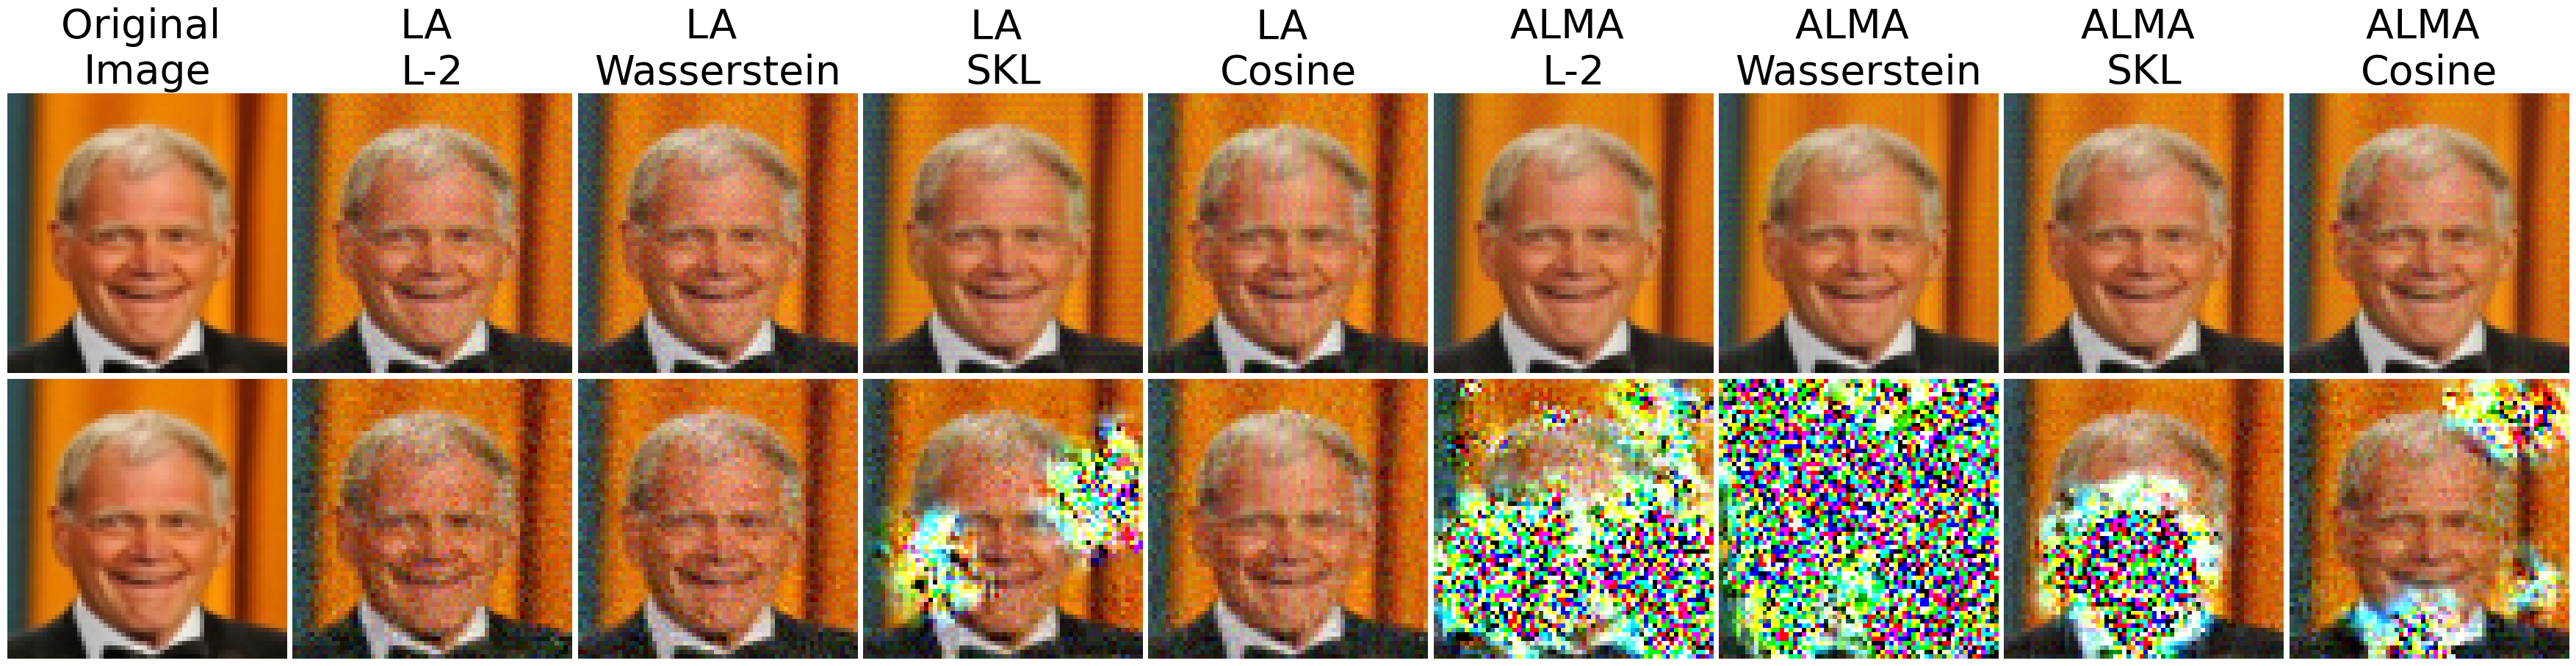 Original Image
LA L-2
LA Wasserstein
LA SKL
LA Cosine
ALMA L-2
ALMA Wasserstein
ALMA SKL
ALMA Cosine